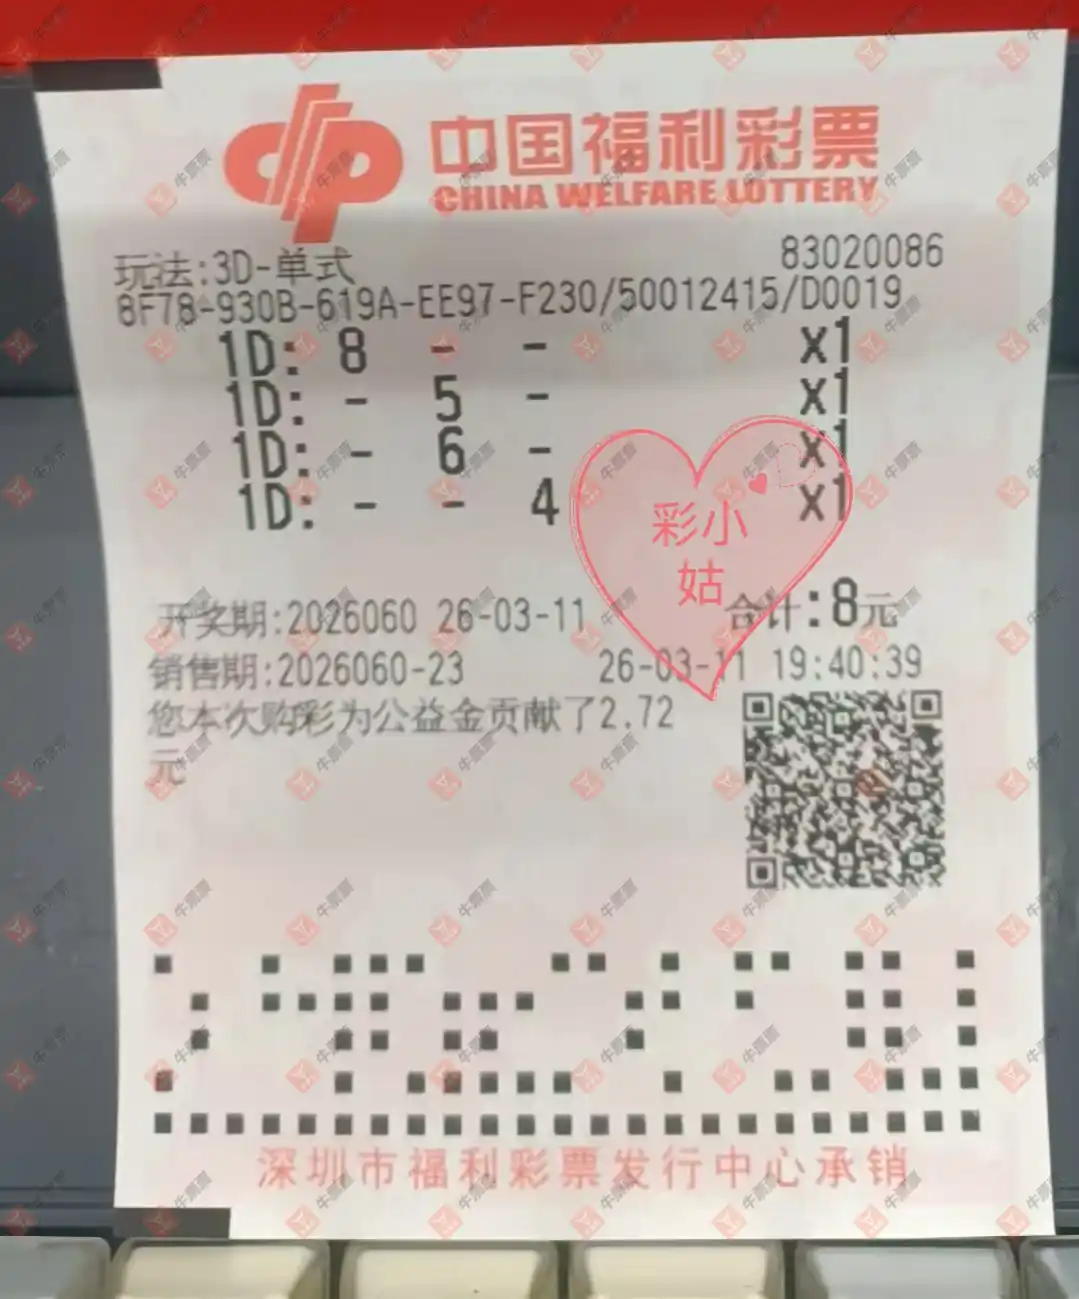 中国福利彩票
CHINA WELFARE LOTTERY
玩法:3D-单式 83020086
8F78-930B-619A-EE97-F230/50012415/D0019
1D: 8 - - X1
1D: - 5 - X1
1D: - 6 - X1
1D: - - 4 X1
彩小
姑
开奖期:2026060 26-03-11 合计:8元
销售期:2026060-23 26-03-11 19:40:39
您本次购彩为公益金贡献了2.72
元
深圳市福利彩票发行中心承销
牛票票